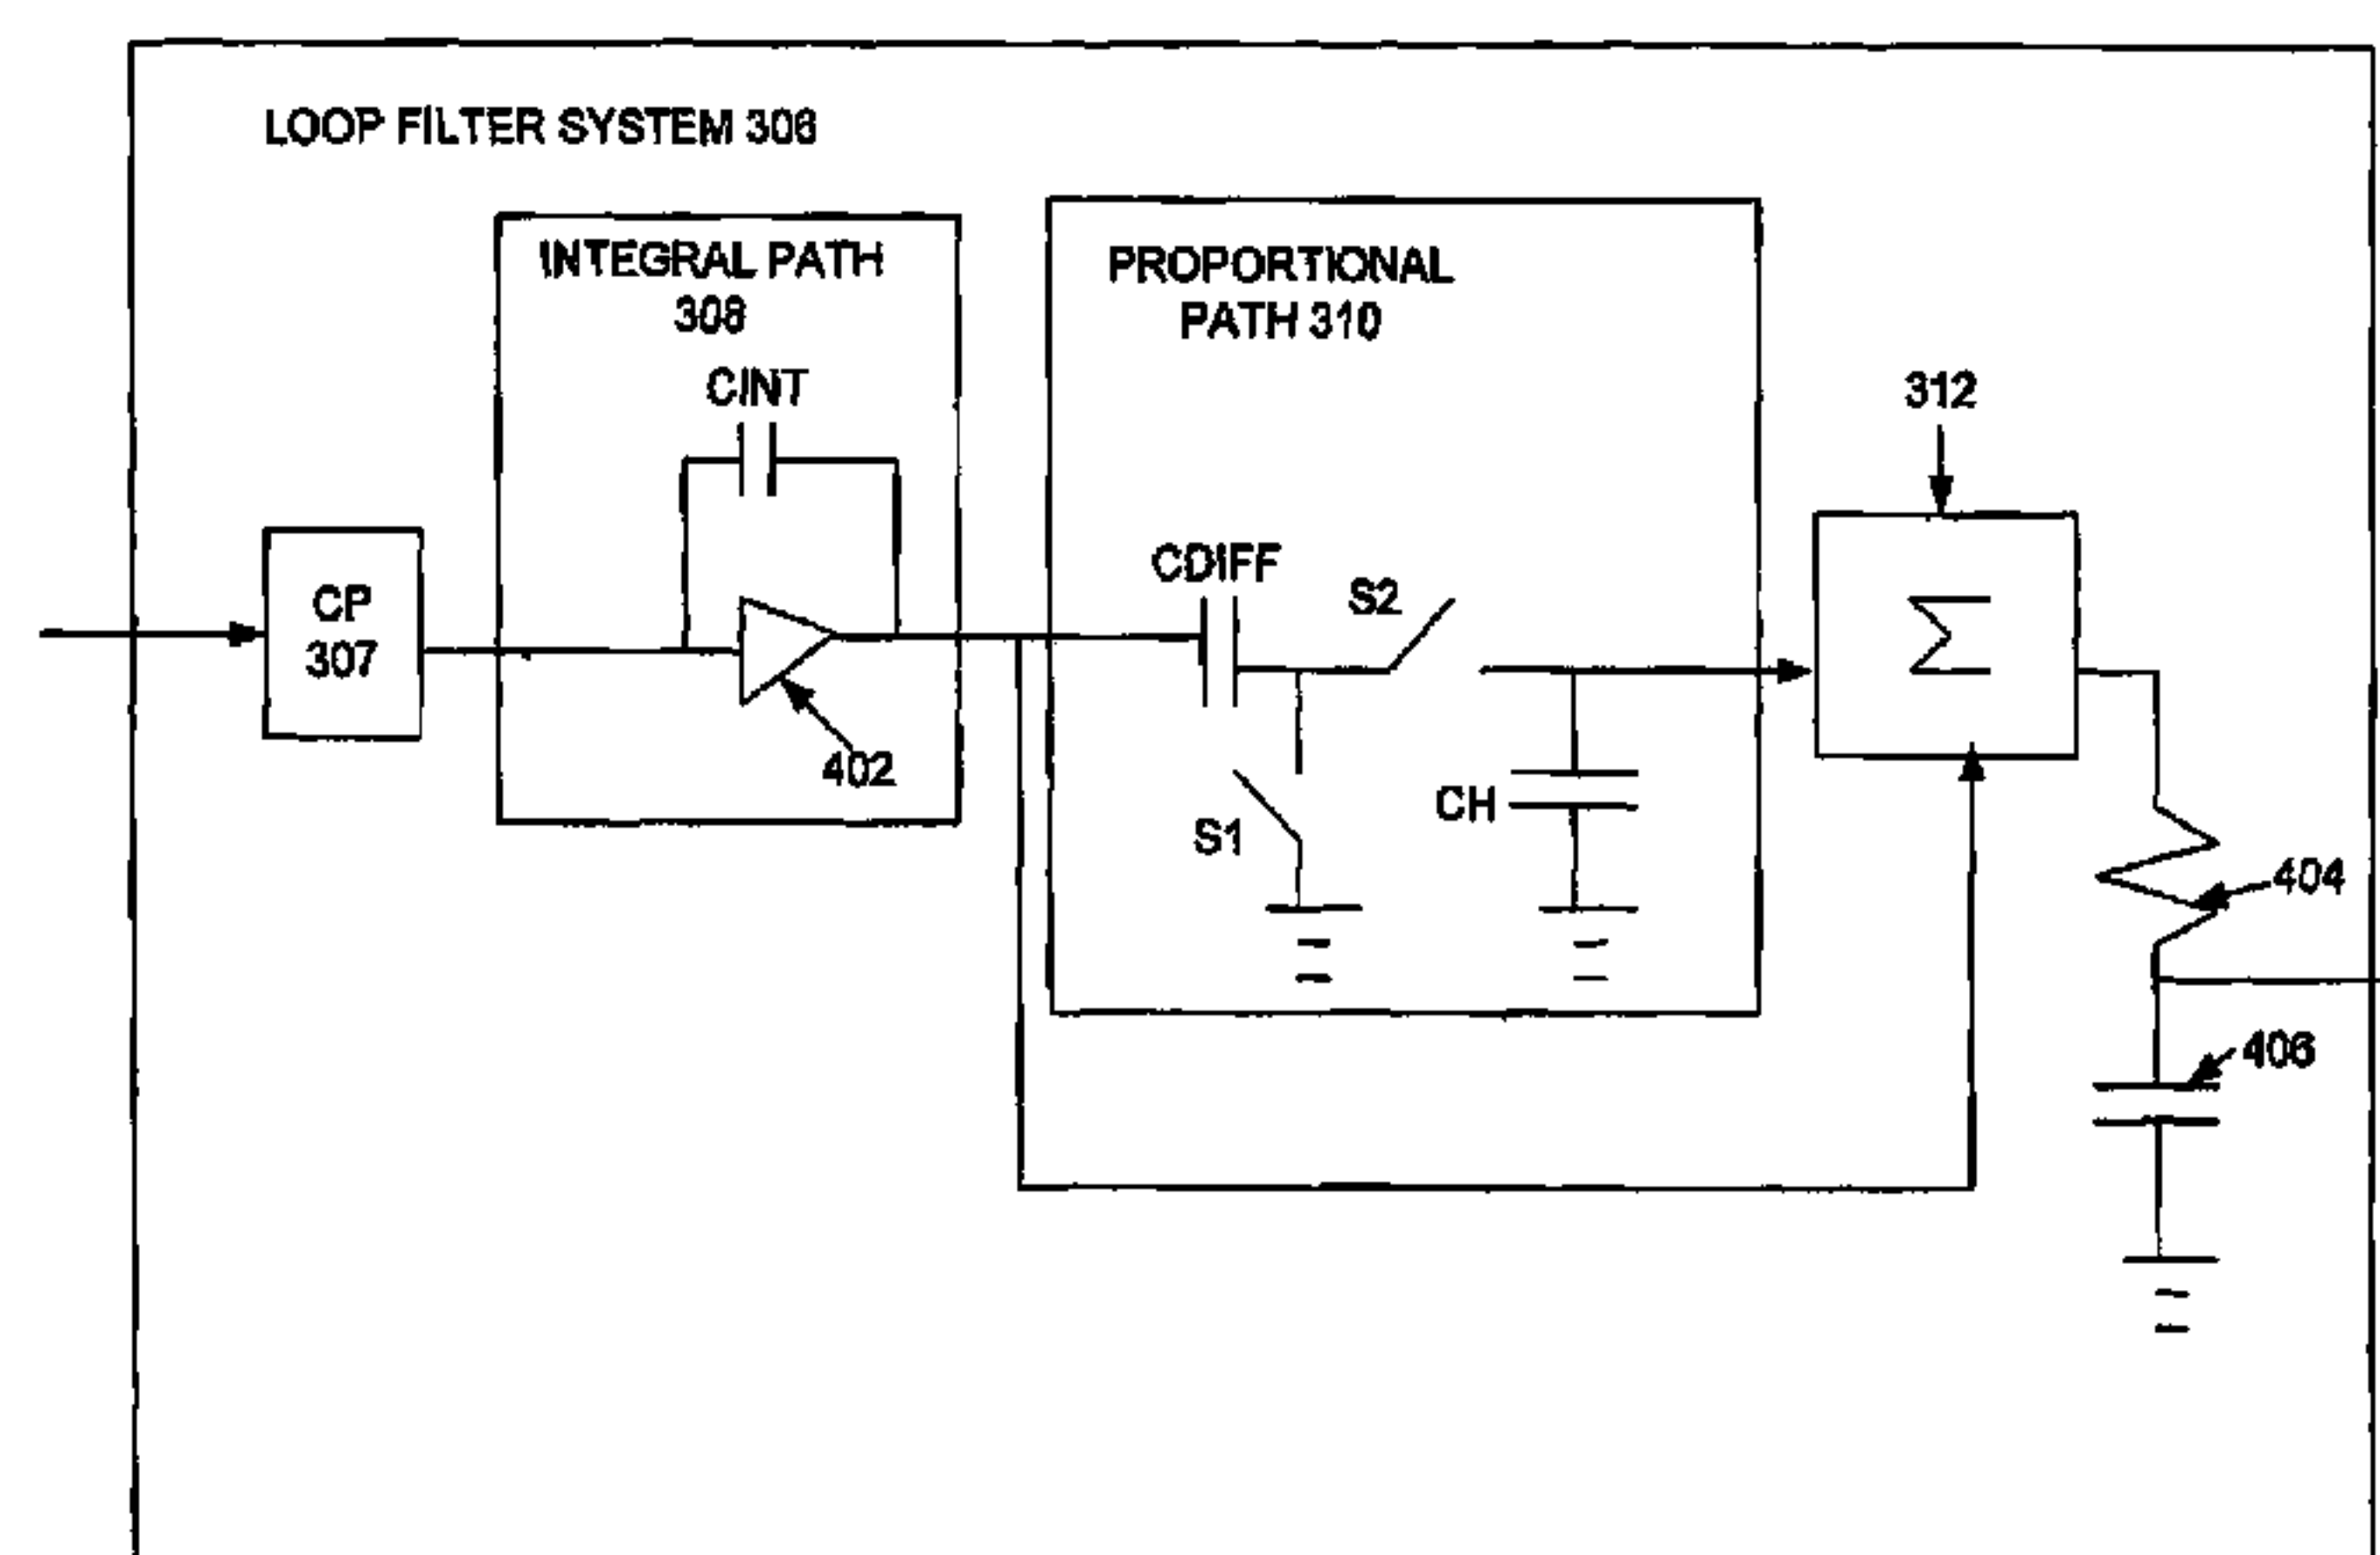 LOOP FILTER SYSTEM 306
INTEGRAL PATH
308
CINT
402
CP
307
PROPORTIONAL
PATH 310
CDIFF
S2
S1
CH
312
Σ
404
406